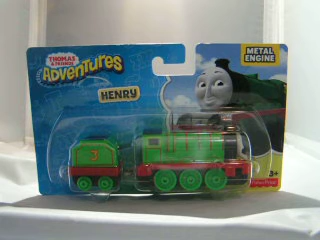 THOMAS
& FRIENDS
Adventures
METAL
ENGINE
HENRY
3
3+
Fisher-Price